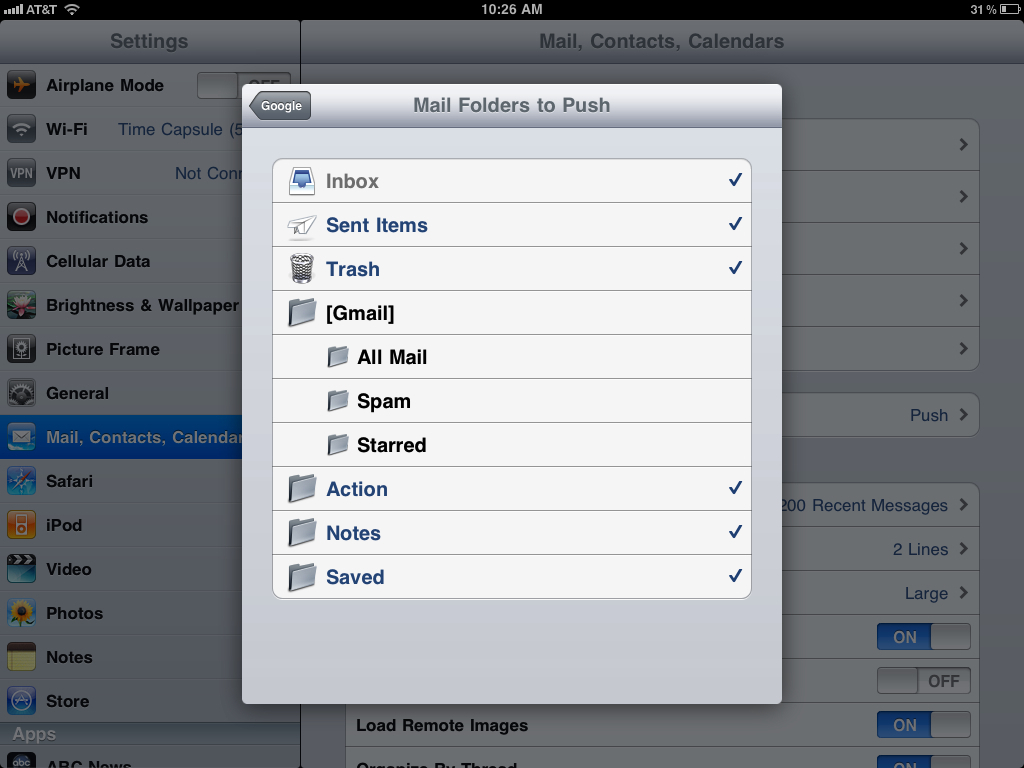 AT&T 10:26 AM 31%
Settings
Mail, Contacts, Calendars
Airplane Mode OFF
Wi-Fi Time Capsule (5
VPN VPN Not Conn
Notifications
Cellular Data
Brightness & Wallpaper
Picture Frame
General
Mail, Contacts, Calendar
Safari
iPod
Video
Photos
Notes
Store
Apps
abc ABC News
Google
Mail Folders to Push
Inbox
Sent Items
Trash
[Gmail]
All Mail
Spam
Starred
Action
Notes
Saved
Push
200 Recent Messages
2 Lines
Large
ON
OFF
Load Remote Images ON
Organize By Thread ON